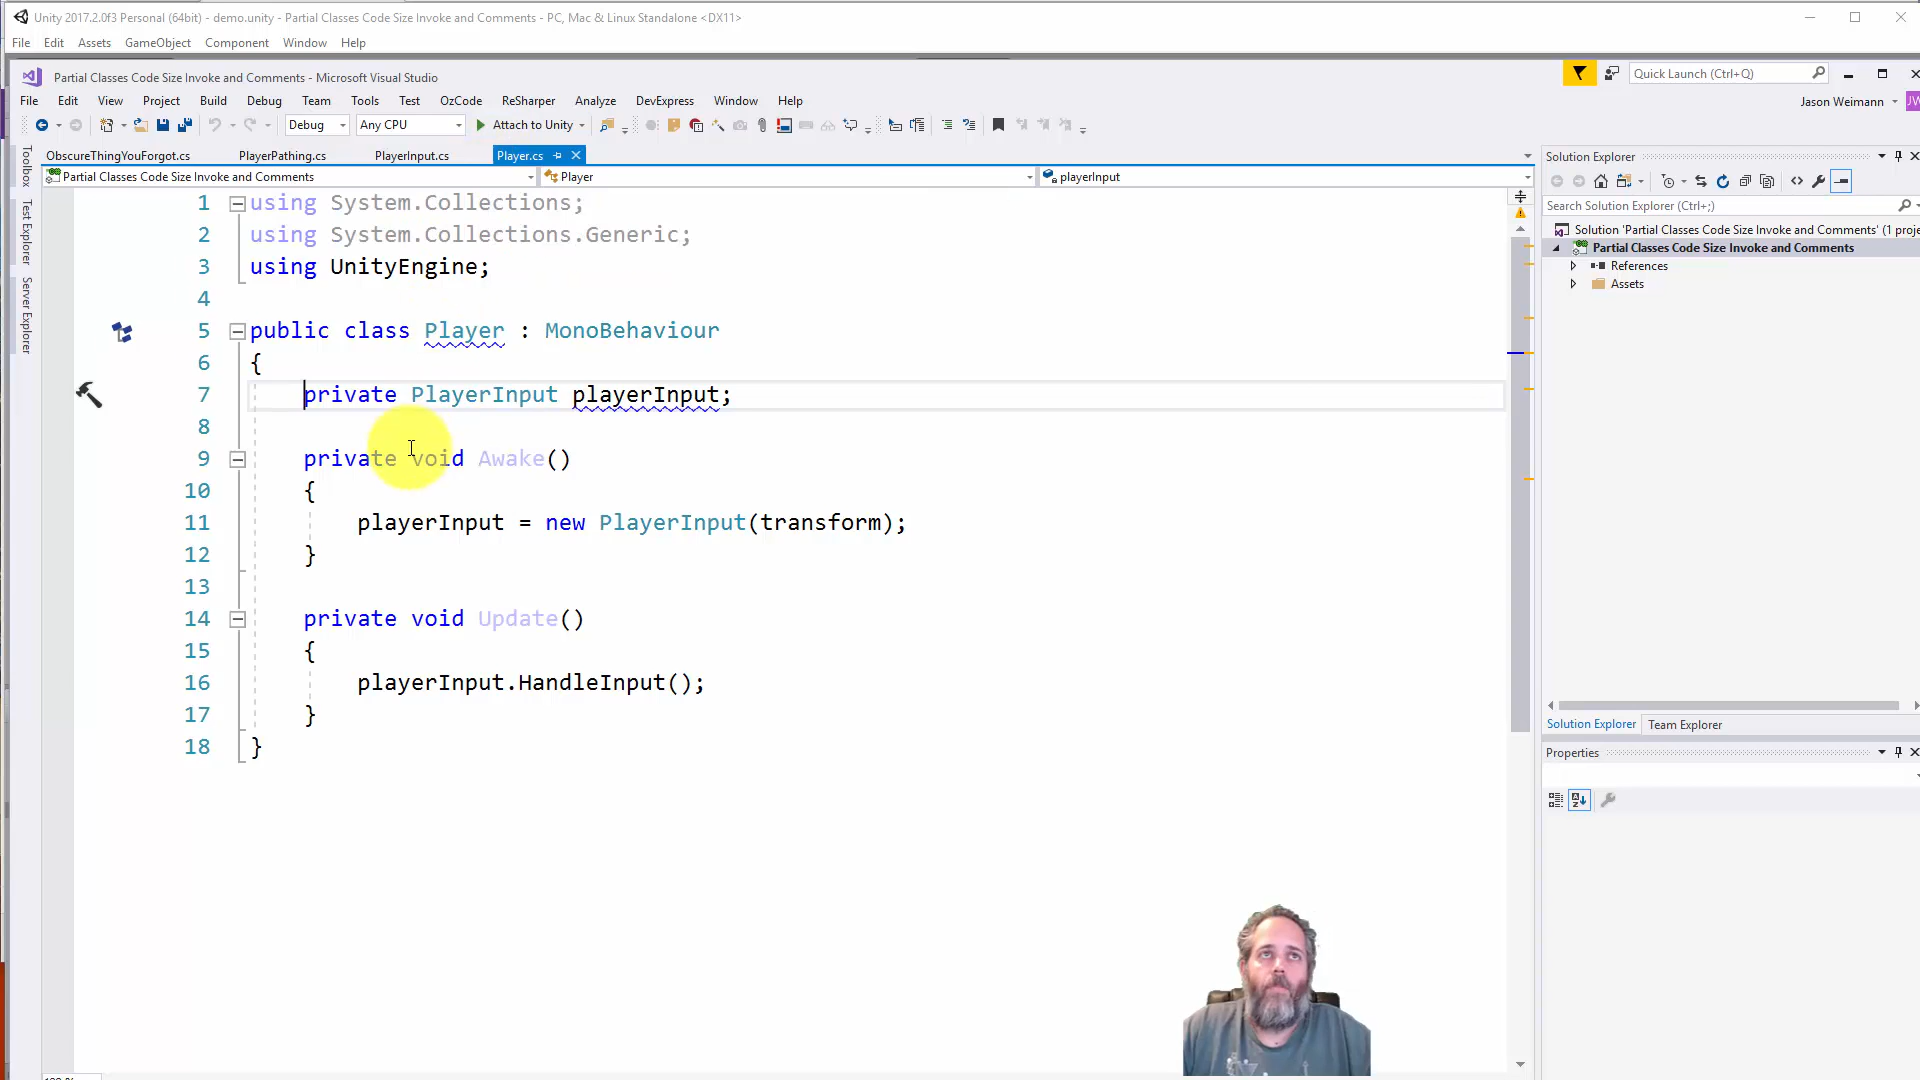 Unity 2017.2.0f3 Personal (64bit) - demo.unity - Partial Classes Code Size Invoke and Comments - PC, Mac & Linux Standalone <DX11>
File Edit Assets GameObject Component Window Help
Partial Classes Code Size Invoke and Comments - Microsoft Visual Studio
Quick Launch (Ctrl+Q)
File Edit View Project Build Debug Team Tools Test OzCode ReSharper Analyze DevExpress Window Help
Jason Weimann JW
Debug Any CPU Attach to Unity
ObscureThingYouForgot.cs PlayerPathing.cs PlayerInput.cs Player.cs
Partial Classes Code Size Invoke and Comments Player playerInput
Toolbox
Test Explorer
Server Explorer
1 using System.Collections;
2 using System.Collections.Generic;
3 using UnityEngine;
4
5 public class Player : MonoBehaviour
6 {
7 private PlayerInput playerInput;
8
9 private void Awake()
10 {
11 playerInput = new PlayerInput(transform);
12 }
13
14 private void Update()
15 {
16 playerInput.HandleInput();
17 }
18 }
Solution Explorer
Search Solution Explorer (Ctrl+;)
Solution 'Partial Classes Code Size Invoke and Comments' (1 proje
Partial Classes Code Size Invoke and Comments
References
Assets
Solution Explorer Team Explorer
Properties